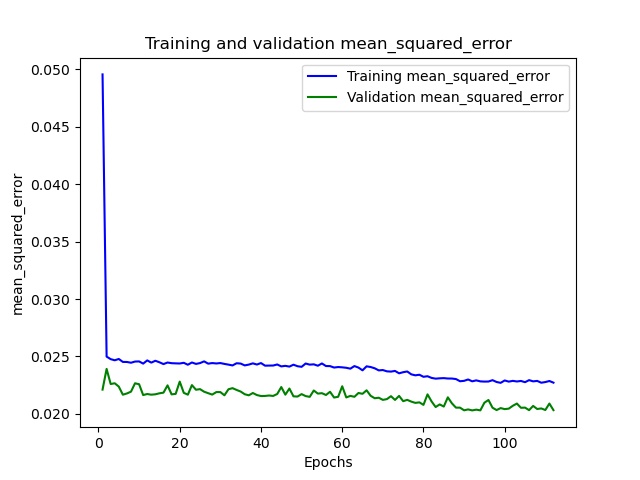 Training and validation mean_squared_error
Training mean_squared_error
Validation mean_squared_error
0.050
0.045
0.040
0.035
0.030
0.025
0.020
mean_squared_error
0 20 40 60 80 100
Epochs